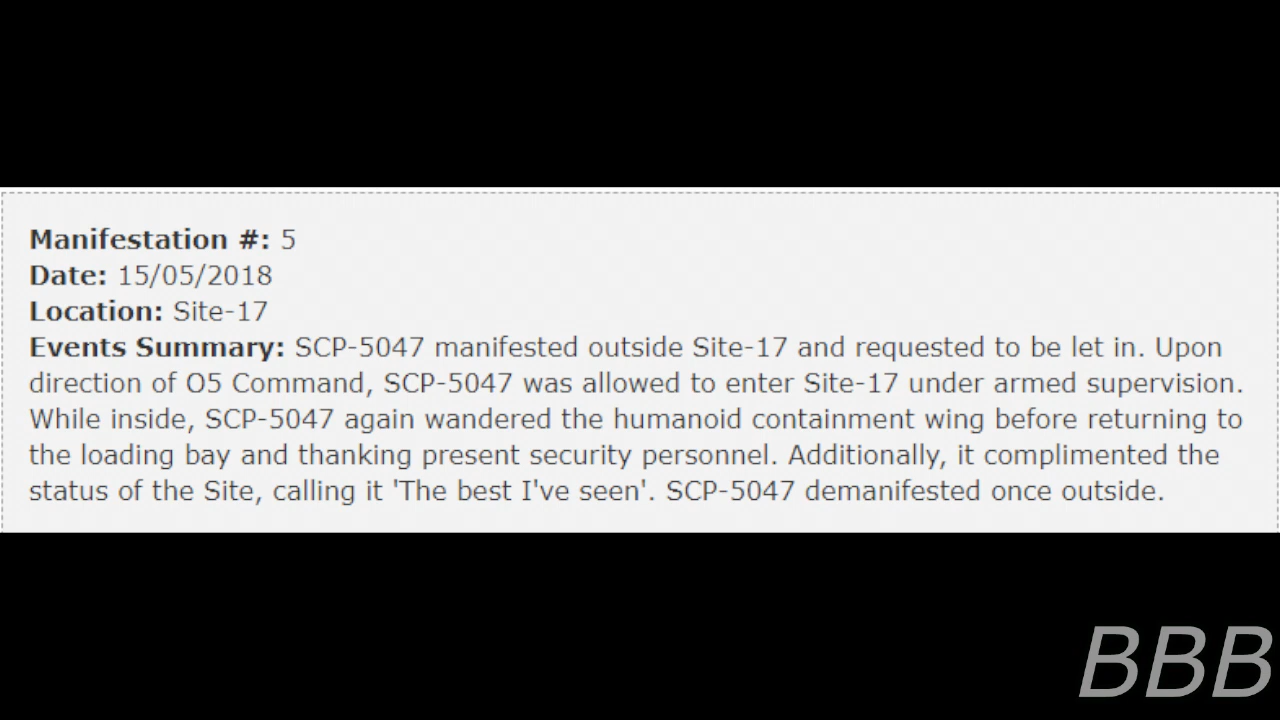 Manifestation #: 5
Date: 15/05/2018
Location: Site-17
Events Summary: SCP-5047 manifested outside Site-17 and requested to be let in. Upon
direction of O5 Command, SCP-5047 was allowed to enter Site-17 under armed supervision.
While inside, SCP-5047 again wandered the humanoid containment wing before returning to
the loading bay and thanking present security personnel. Additionally, it complimented the
status of the Site, calling it 'The best I've seen'. SCP-5047 demanifested once outside.
BBB